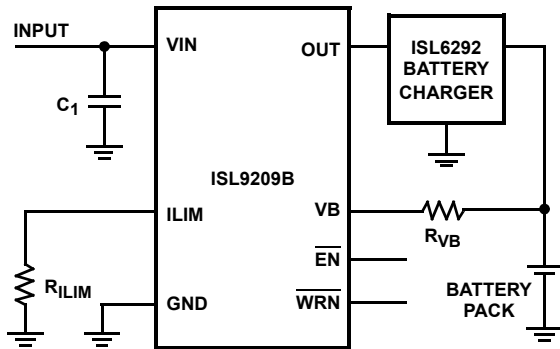 INPUT
VIN
OUT
ISL6292
BATTERY
CHARGER
C1
ISL9209B
ILIM
VB
RVB
EN
RILIM
BATTERY
PACK
GND
WRN